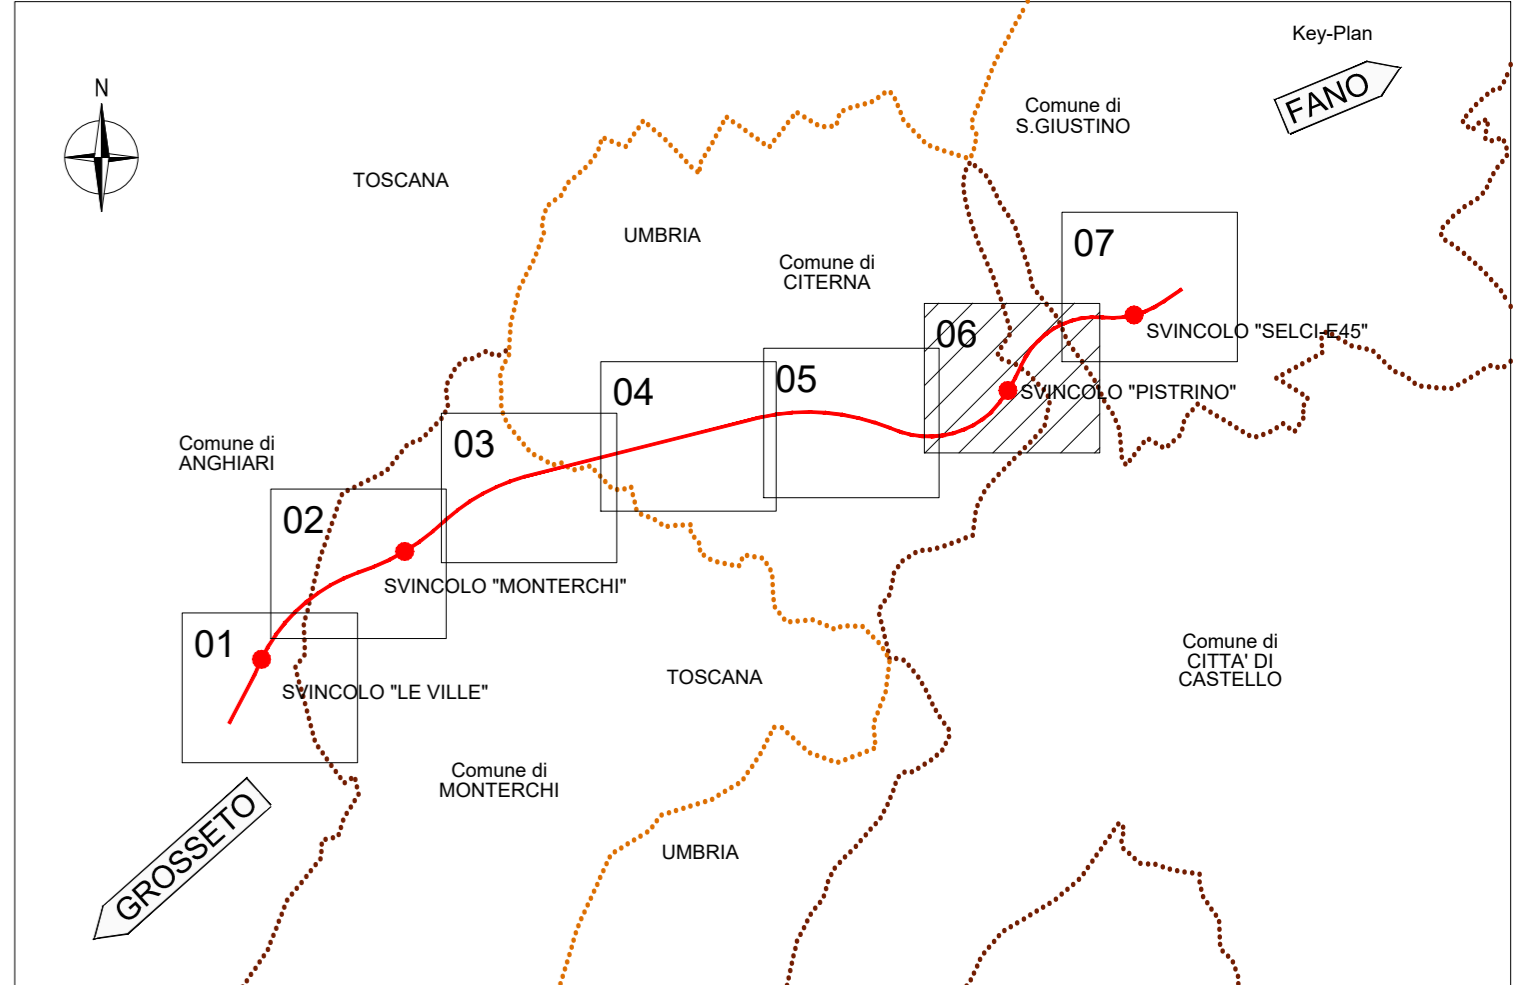 Key-Plan
FANO
N
Comune di
S.GIUSTINO
TOSCANA
UMBRIA
07
Comune di
CITERNA
06
SVINCOLO "SELCI-E45"
05
04
SVINCOLO "PISTRINO"
03
Comune di
ANGHIARI
02
SVINCOLO "MONTERCHI"
01
Comune di
CITTA' DI
CASTELLO
TOSCANA
SVINCOLO "LE VILLE"
Comune di
MONTERCHI
GROSSETO
UMBRIA